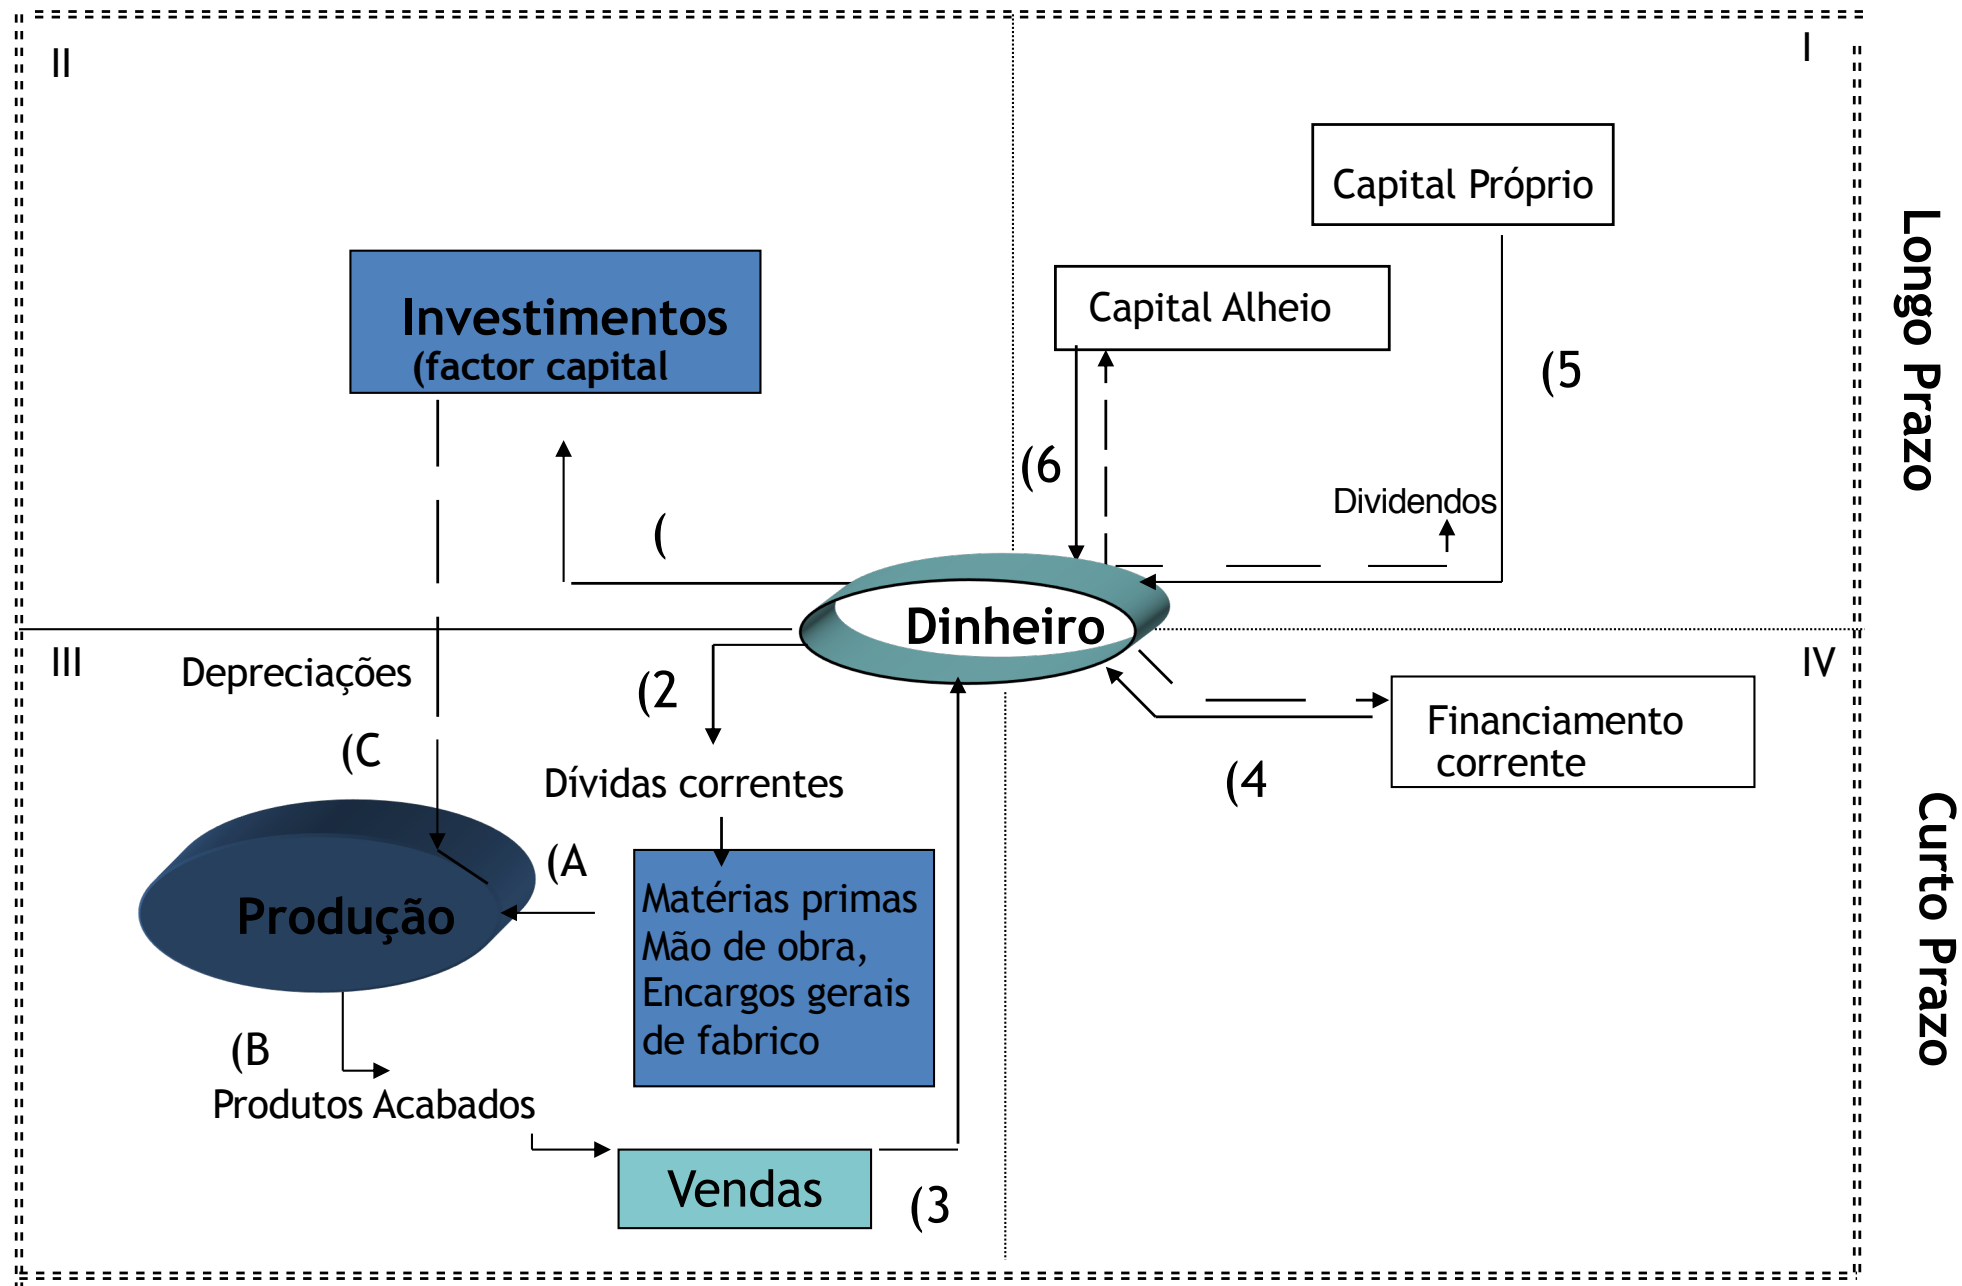 II
I
Capital Próprio
Longo Prazo
Investimentos
(factor capital
Capital Alheio
(5
(6
Dividendos
(
Dinheiro
III
IV
Depreciações
(2
(C
Financiamento
corrente
(4
Dívidas correntes
Curto Prazo
(A
Matérias primas
Mão de obra,
Encargos gerais
de fabrico
Produção
(B
Produtos Acabados
Vendas
(3